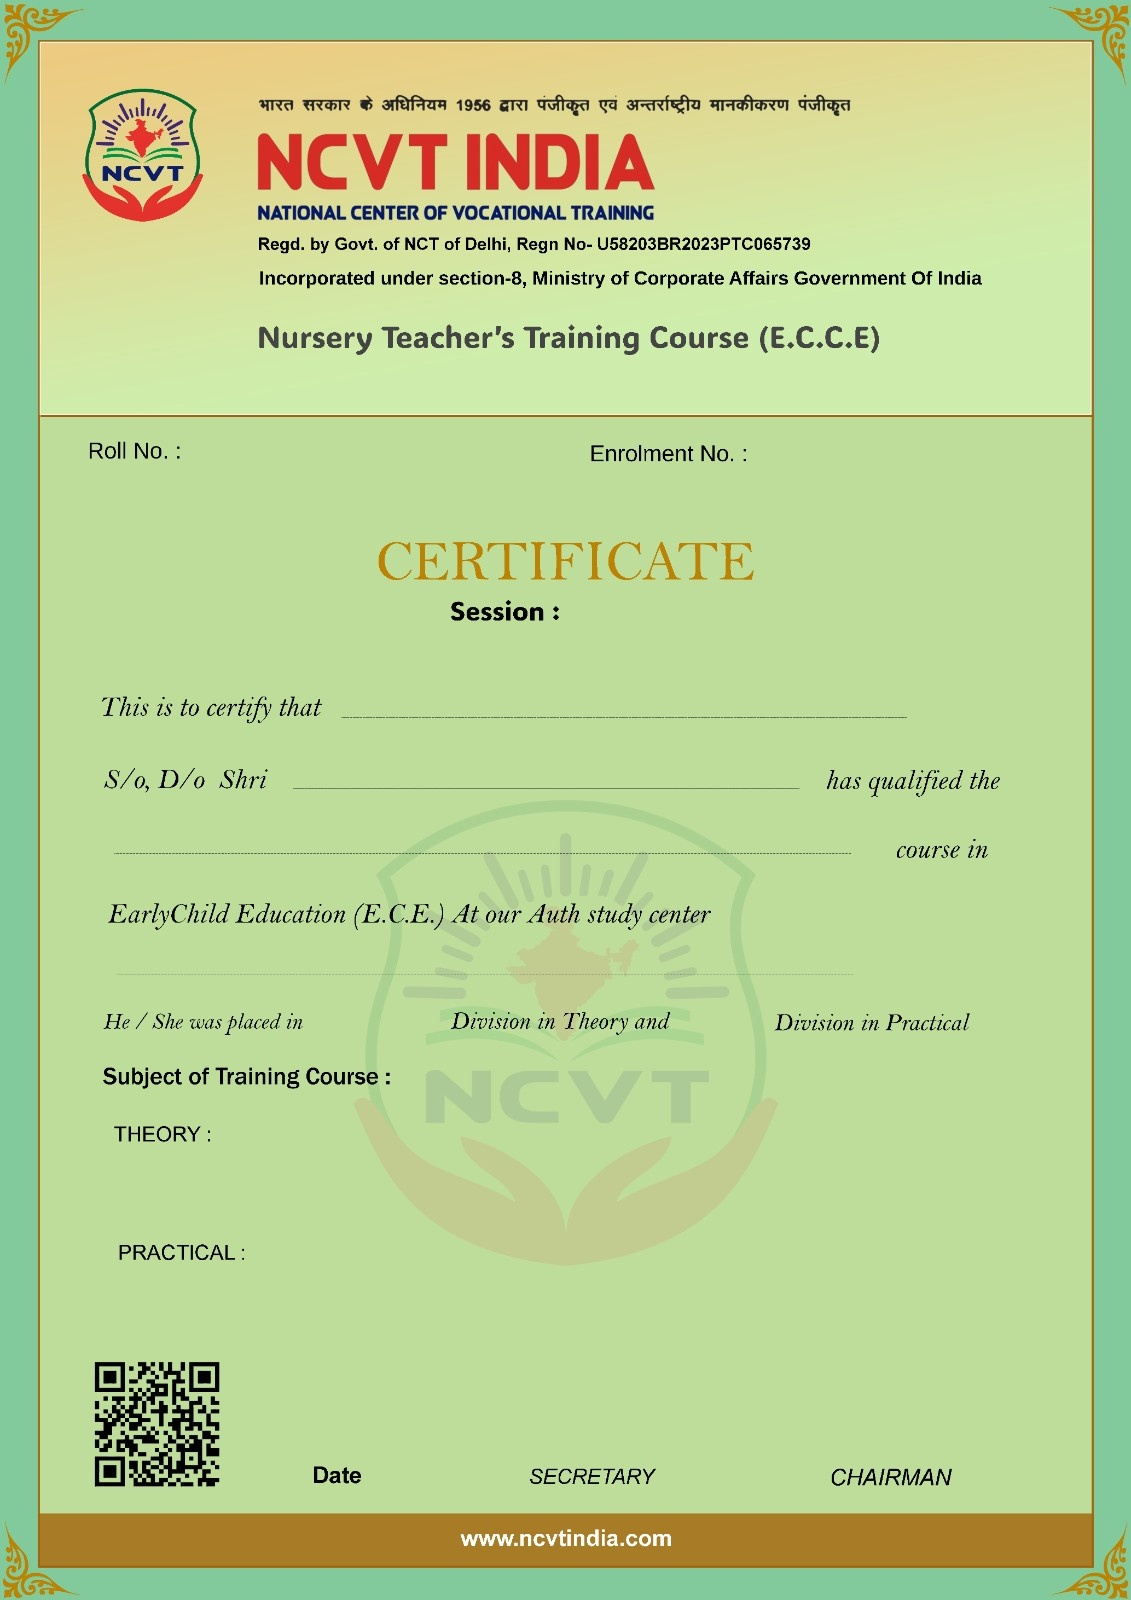 भारत सरकार के अधिनियम 1956 द्वारा पंजीकृत एवं अन्तर्राष्ट्रीय मानकीकरण पंजीकृत
NCVT
NCVT INDIA
NATIONAL CENTER OF VOCATIONAL TRAINING
Regd. by Govt. of NCT of Delhi, Regn No- U58203BR2023PTC065739
Incorporated under section-8, Ministry of Corporate Affairs Government Of India
Nursery Teacher's Training Course (E.C.C.E)
Roll No. : Enrolment No. :
CERTIFICATE
Session :
This is to certify that
S/o, D/o Shri has qualified the
course in
EarlyChild Education (E.C.E.) At our Auth study center
He / She was placed in Division in Theory and Division in Practical
Subject of Training Course :
NCVT
THEORY :
PRACTICAL :
Date SECRETARY CHAIRMAN
www.ncvtindia.com